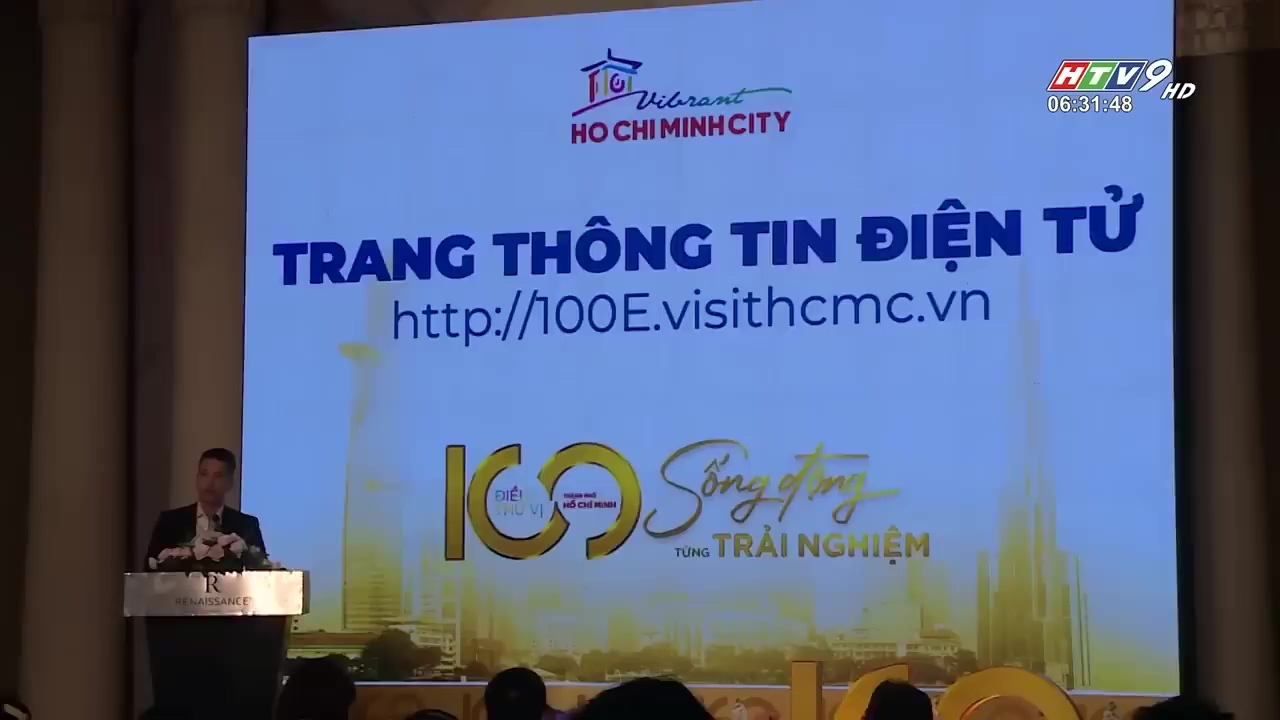 HTV9 HD
06:31:48
Vibrant
HO CHI MINH CITY
TRANG THÔNG TIN ĐIỆN TỬ
http://100E.visithcmc.vn
100
ĐIỀU THÚ VỊ
THÀNH PHỐ HỒ CHÍ MINH
Sống động
TỪNG TRẢI NGHIỆM
R
RENAISSANCE